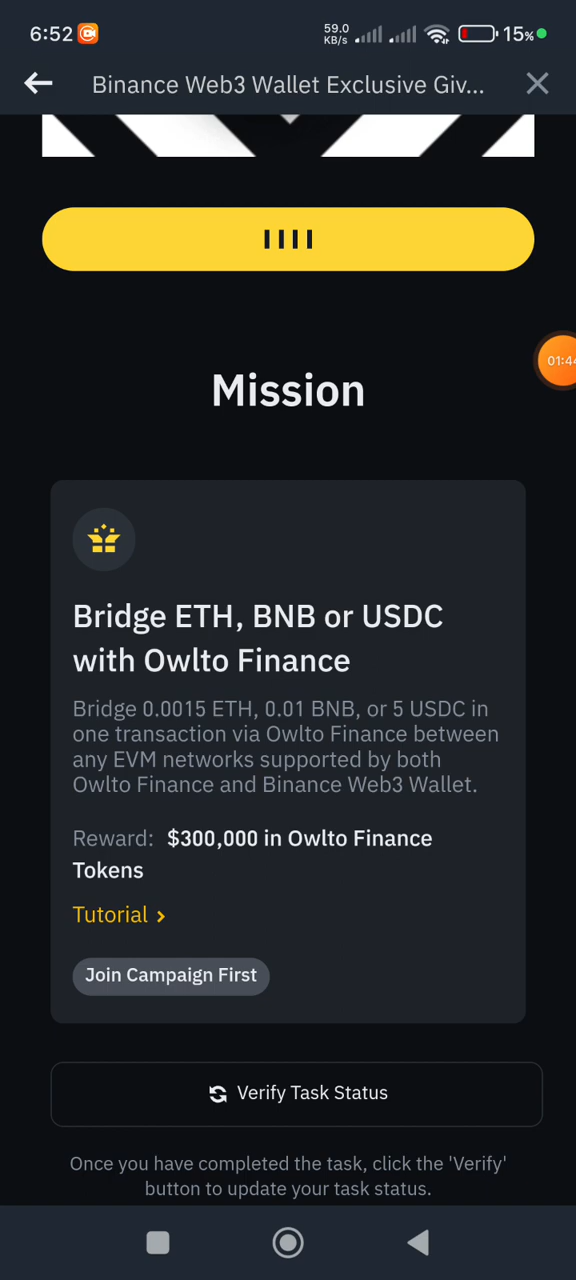 6:52
59.0
KB/s
15%
Binance Web3 Wallet Exclusive Giv...
Mission
01:44
Bridge ETH, BNB or USDC
with Owlto Finance
Bridge 0.0015 ETH, 0.01 BNB, or 5 USDC in
one transaction via Owlto Finance between
any EVM networks supported by both
Owlto Finance and Binance Web3 Wallet.
Reward: $300,000 in Owlto Finance
Tokens
Tutorial
Join Campaign First
Verify Task Status
Once you have completed the task, click the 'Verify'
button to update your task status.